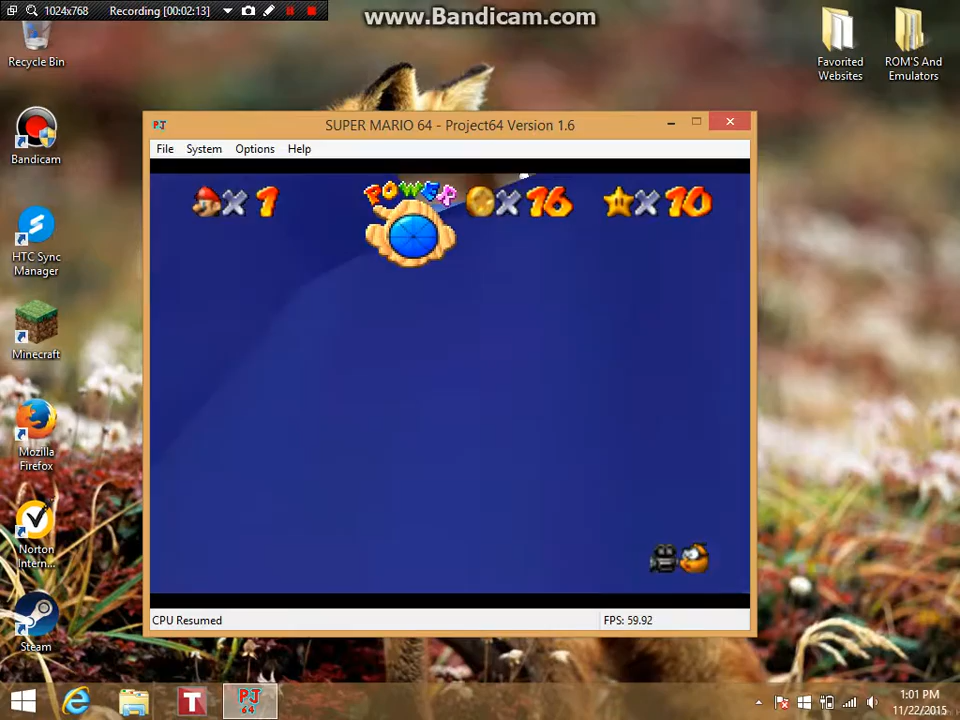 1024x768 Recording [00:02:13]
www.Bandicam.com
Recycle Bin
Favorited Websites
ROM'S And Emulators
Bandicam
HTC Sync Manager
Minecraft
Mozilla Firefox
Norton Intern...
Steam
SUPER MARIO 64 - Project64 Version 1.6
File System Options Help
x 1 POWER x 16 x 10
CPU Resumed FPS: 59.92
PJ 64
1:01 PM
11/22/2015